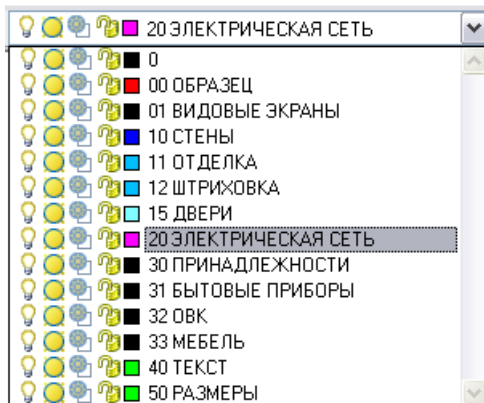 20 ЭЛЕКТРИЧЕСКАЯ СЕТЬ
0
00 ОБРАЗЕЦ
01 ВИДОВЫЕ ЭКРАНЫ
10 СТЕНЫ
11 ОТДЕЛКА
12 ШТРИХОВКА
15 ДВЕРИ
20 ЭЛЕКТРИЧЕСКАЯ СЕТЬ
30 ПРИНАДЛЕЖНОСТИ
31 БЫТОВЫЕ ПРИБОРЫ
32 ОВК
33 МЕБЕЛЬ
40 ТЕКСТ
50 РАЗМЕРЫ